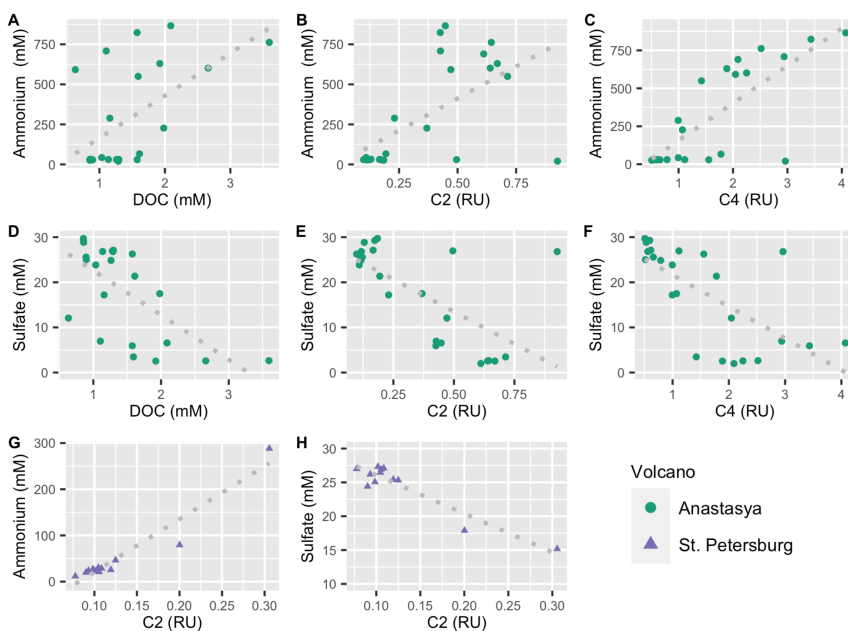 A
Ammonium (mM)
750
500
250
0
1
2
3
DOC (mM)
B
Ammonium (mM)
750
500
250
0
0.25
0.50
0.75
C2 (RU)
C
Ammonium (mM)
750
500
250
0
1
2
3
4
C4 (RU)
D
Sulfate (mM)
30
20
10
0
1
2
3
DOC (mM)
E
Sulfate (mM)
30
20
10
0
0.25
0.50
0.75
C2 (RU)
F
Sulfate (mM)
30
20
10
0
1
2
3
4
C4 (RU)
G
Ammonium (mM)
300
200
100
0
0.10
0.15
0.20
0.25
0.30
C2 (RU)
H
Sulfate (mM)
30
25
20
15
10
0.10
0.15
0.20
0.25
0.30
C2 (RU)
Volcano
Anastasya
St. Petersburg